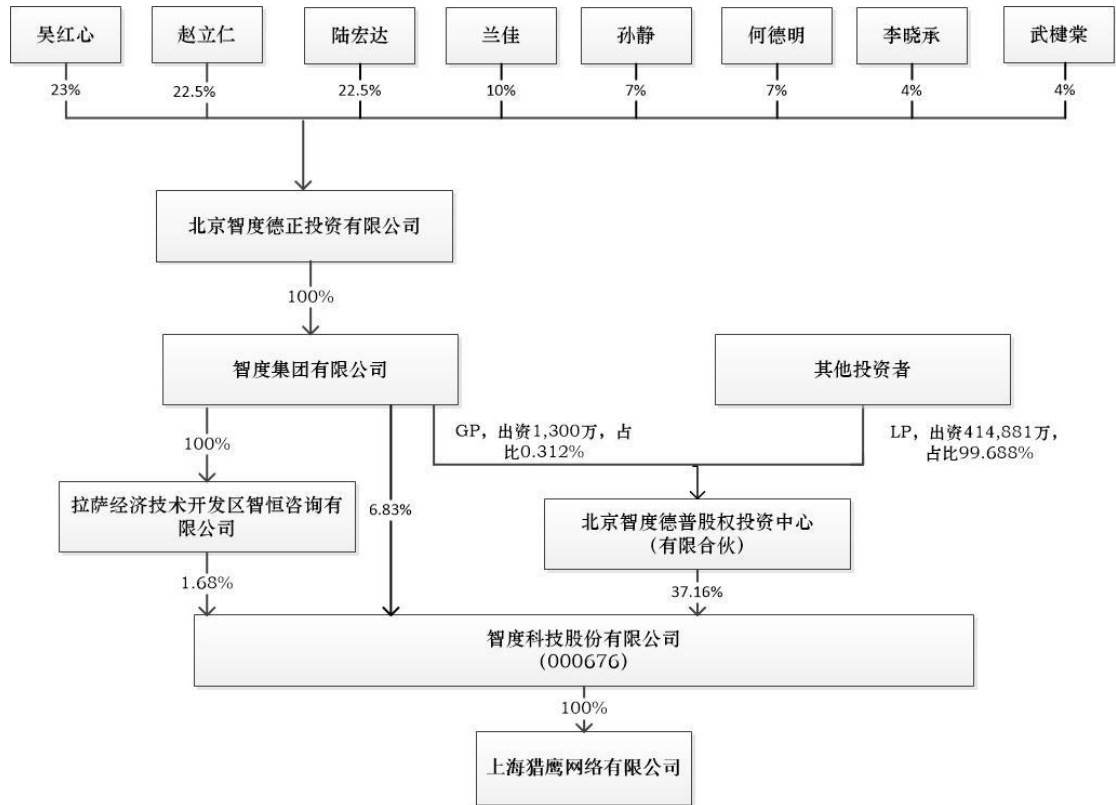 吴红心
赵立仁
陆宏达
兰佳
孙静
何德明
李晓承
武楗棠
23%
22.5%
22.5%
10%
7%
7%
4%
4%
北京智度德正投资有限公司
100%
智度集团有限公司
其他投资者
100%
GP，出资1,300万，占
比0.312%
LP，出资414,881万，
占比99.688%
拉萨经济技术开发区智恒咨询有
限公司
6.83%
北京智度德普股权投资中心
（有限合伙）
1.68%
37.16%
智度科技股份有限公司
(000676)
100%
上海猎鹰网络有限公司